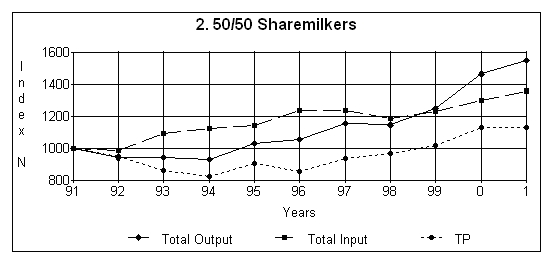 2. 50/50 Sharemilkers
Index N
1600
1400
1200
1000
800
91 92 93 94 95 96 97 98 99 0 1
Years
Total Output Total Input TP